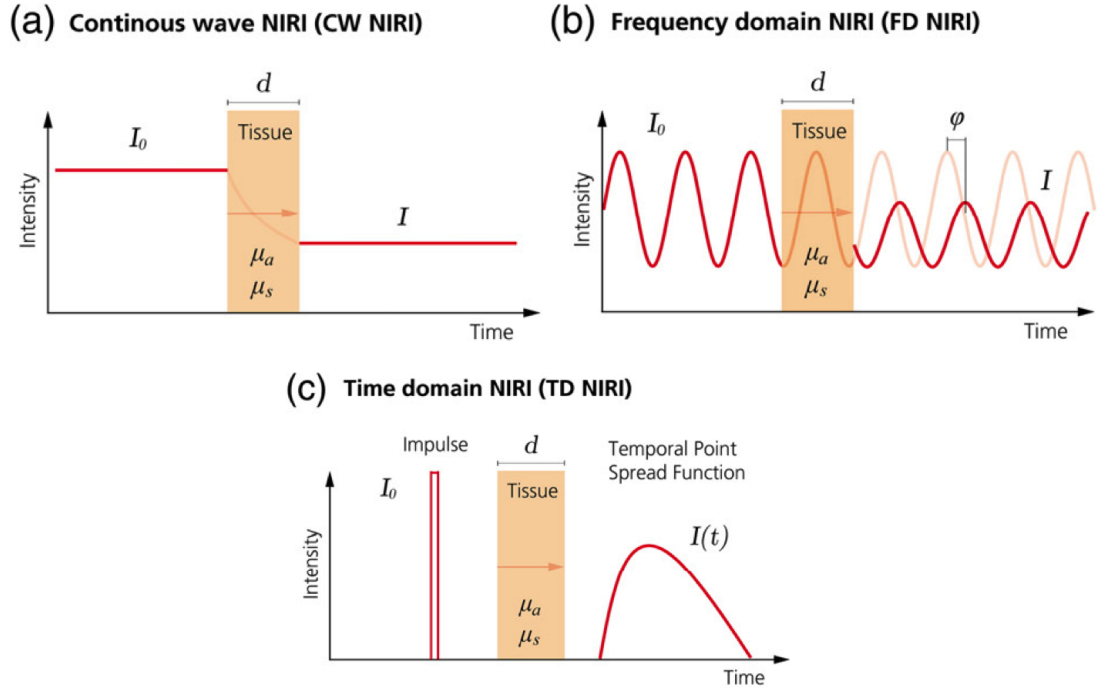 (a) Continous wave NIRI (CW NIRI)
d
I₀
Tissue
I
μₐ
μₛ
Intensity
Time
(b) Frequency domain NIRI (FD NIRI)
d
I₀
Tissue
φ
I
μₐ
μₛ
Intensity
Time
(c) Time domain NIRI (TD NIRI)
Impulse
d
Temporal Point
Spread Function
I₀
Tissue
I(t)
μₐ
μₛ
Intensity
Time